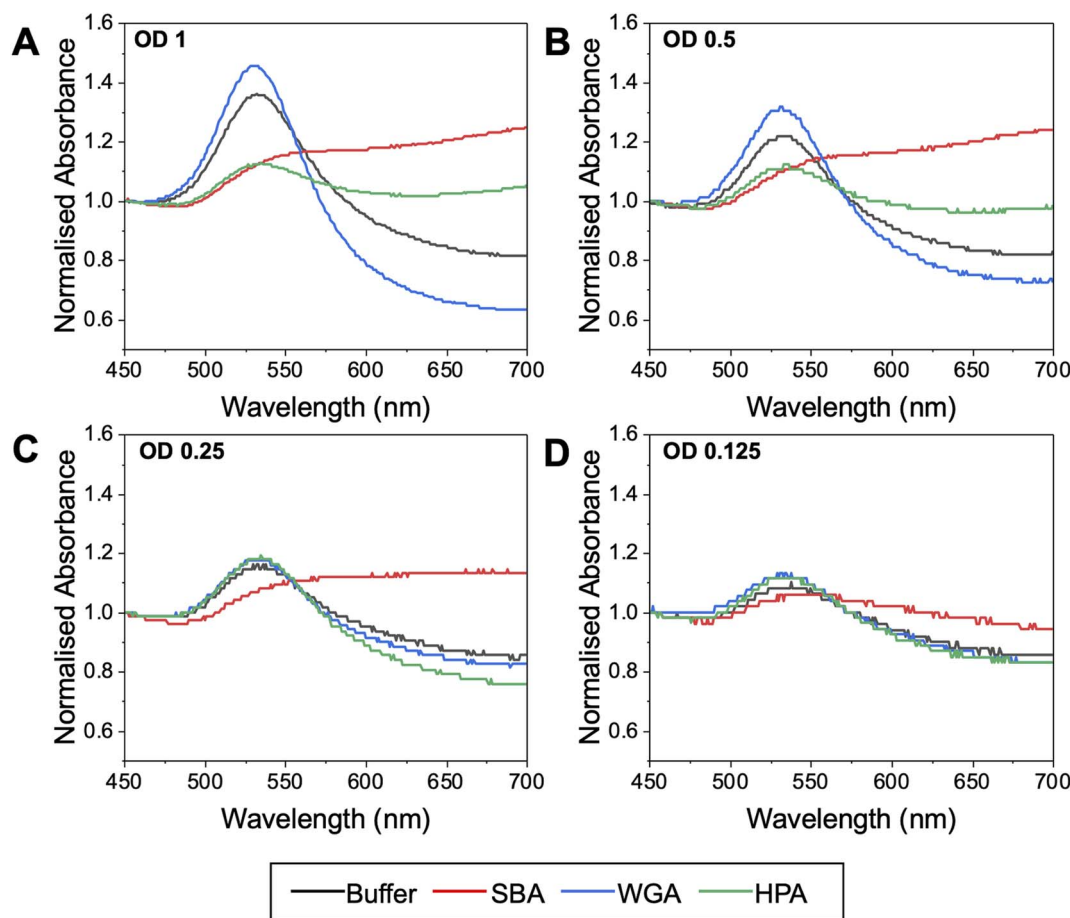 A
OD 1
1.6
1.4
1.2
1.0
0.8
0.6
Normalised Absorbance
450 500 550 600 650 700
Wavelength (nm)
B
OD 0.5
1.6
1.4
1.2
1.0
0.8
0.6
Normalised Absorbance
450 500 550 600 650 700
Wavelength (nm)
C
OD 0.25
1.6
1.4
1.2
1.0
0.8
0.6
Normalised Absorbance
450 500 550 600 650 700
Wavelength (nm)
D
OD 0.125
1.6
1.4
1.2
1.0
0.8
0.6
Normalised Absorbance
450 500 550 600 650 700
Wavelength (nm)
Buffer SBA WGA HPA